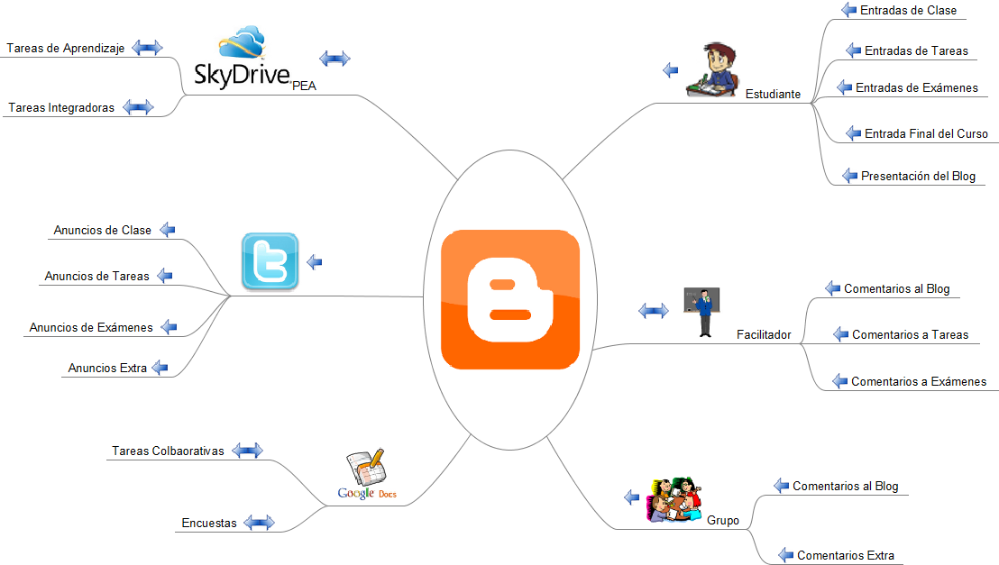 SkyDrive PEA
Tareas de Aprendizaje
Tareas Integradoras
Anuncios de Clase
Anuncios de Tareas
Anuncios de Exámenes
Anuncios Extra
Google Docs
Tareas Colbaorativas
Encuestas
Estudiante
Entradas de Clase
Entradas de Tareas
Entradas de Exámenes
Entrada Final del Curso
Presentación del Blog
Facilitador
Comentarios al Blog
Comentarios a Tareas
Comentarios a Exámenes
Grupo
Comentarios al Blog
Comentarios Extra